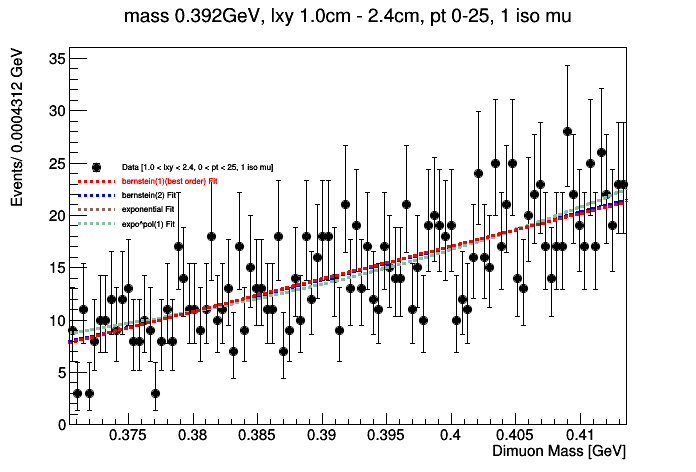 mass 0.392GeV, lxy 1.0cm - 2.4cm, pt 0-25, 1 iso mu
Events/ 0.0004312 GeV
35
30
25
20
15
10
5
0
Data [1.0 < lxy < 2.4, 0 < pt < 25, 1 iso mu]
bernstein(1)(best order) Fit
bernstein(2) Fit
exponential Fit
expo*pol(1) Fit
0.375 0.38 0.385 0.39 0.395 0.4 0.405 0.41
Dimuon Mass [GeV]